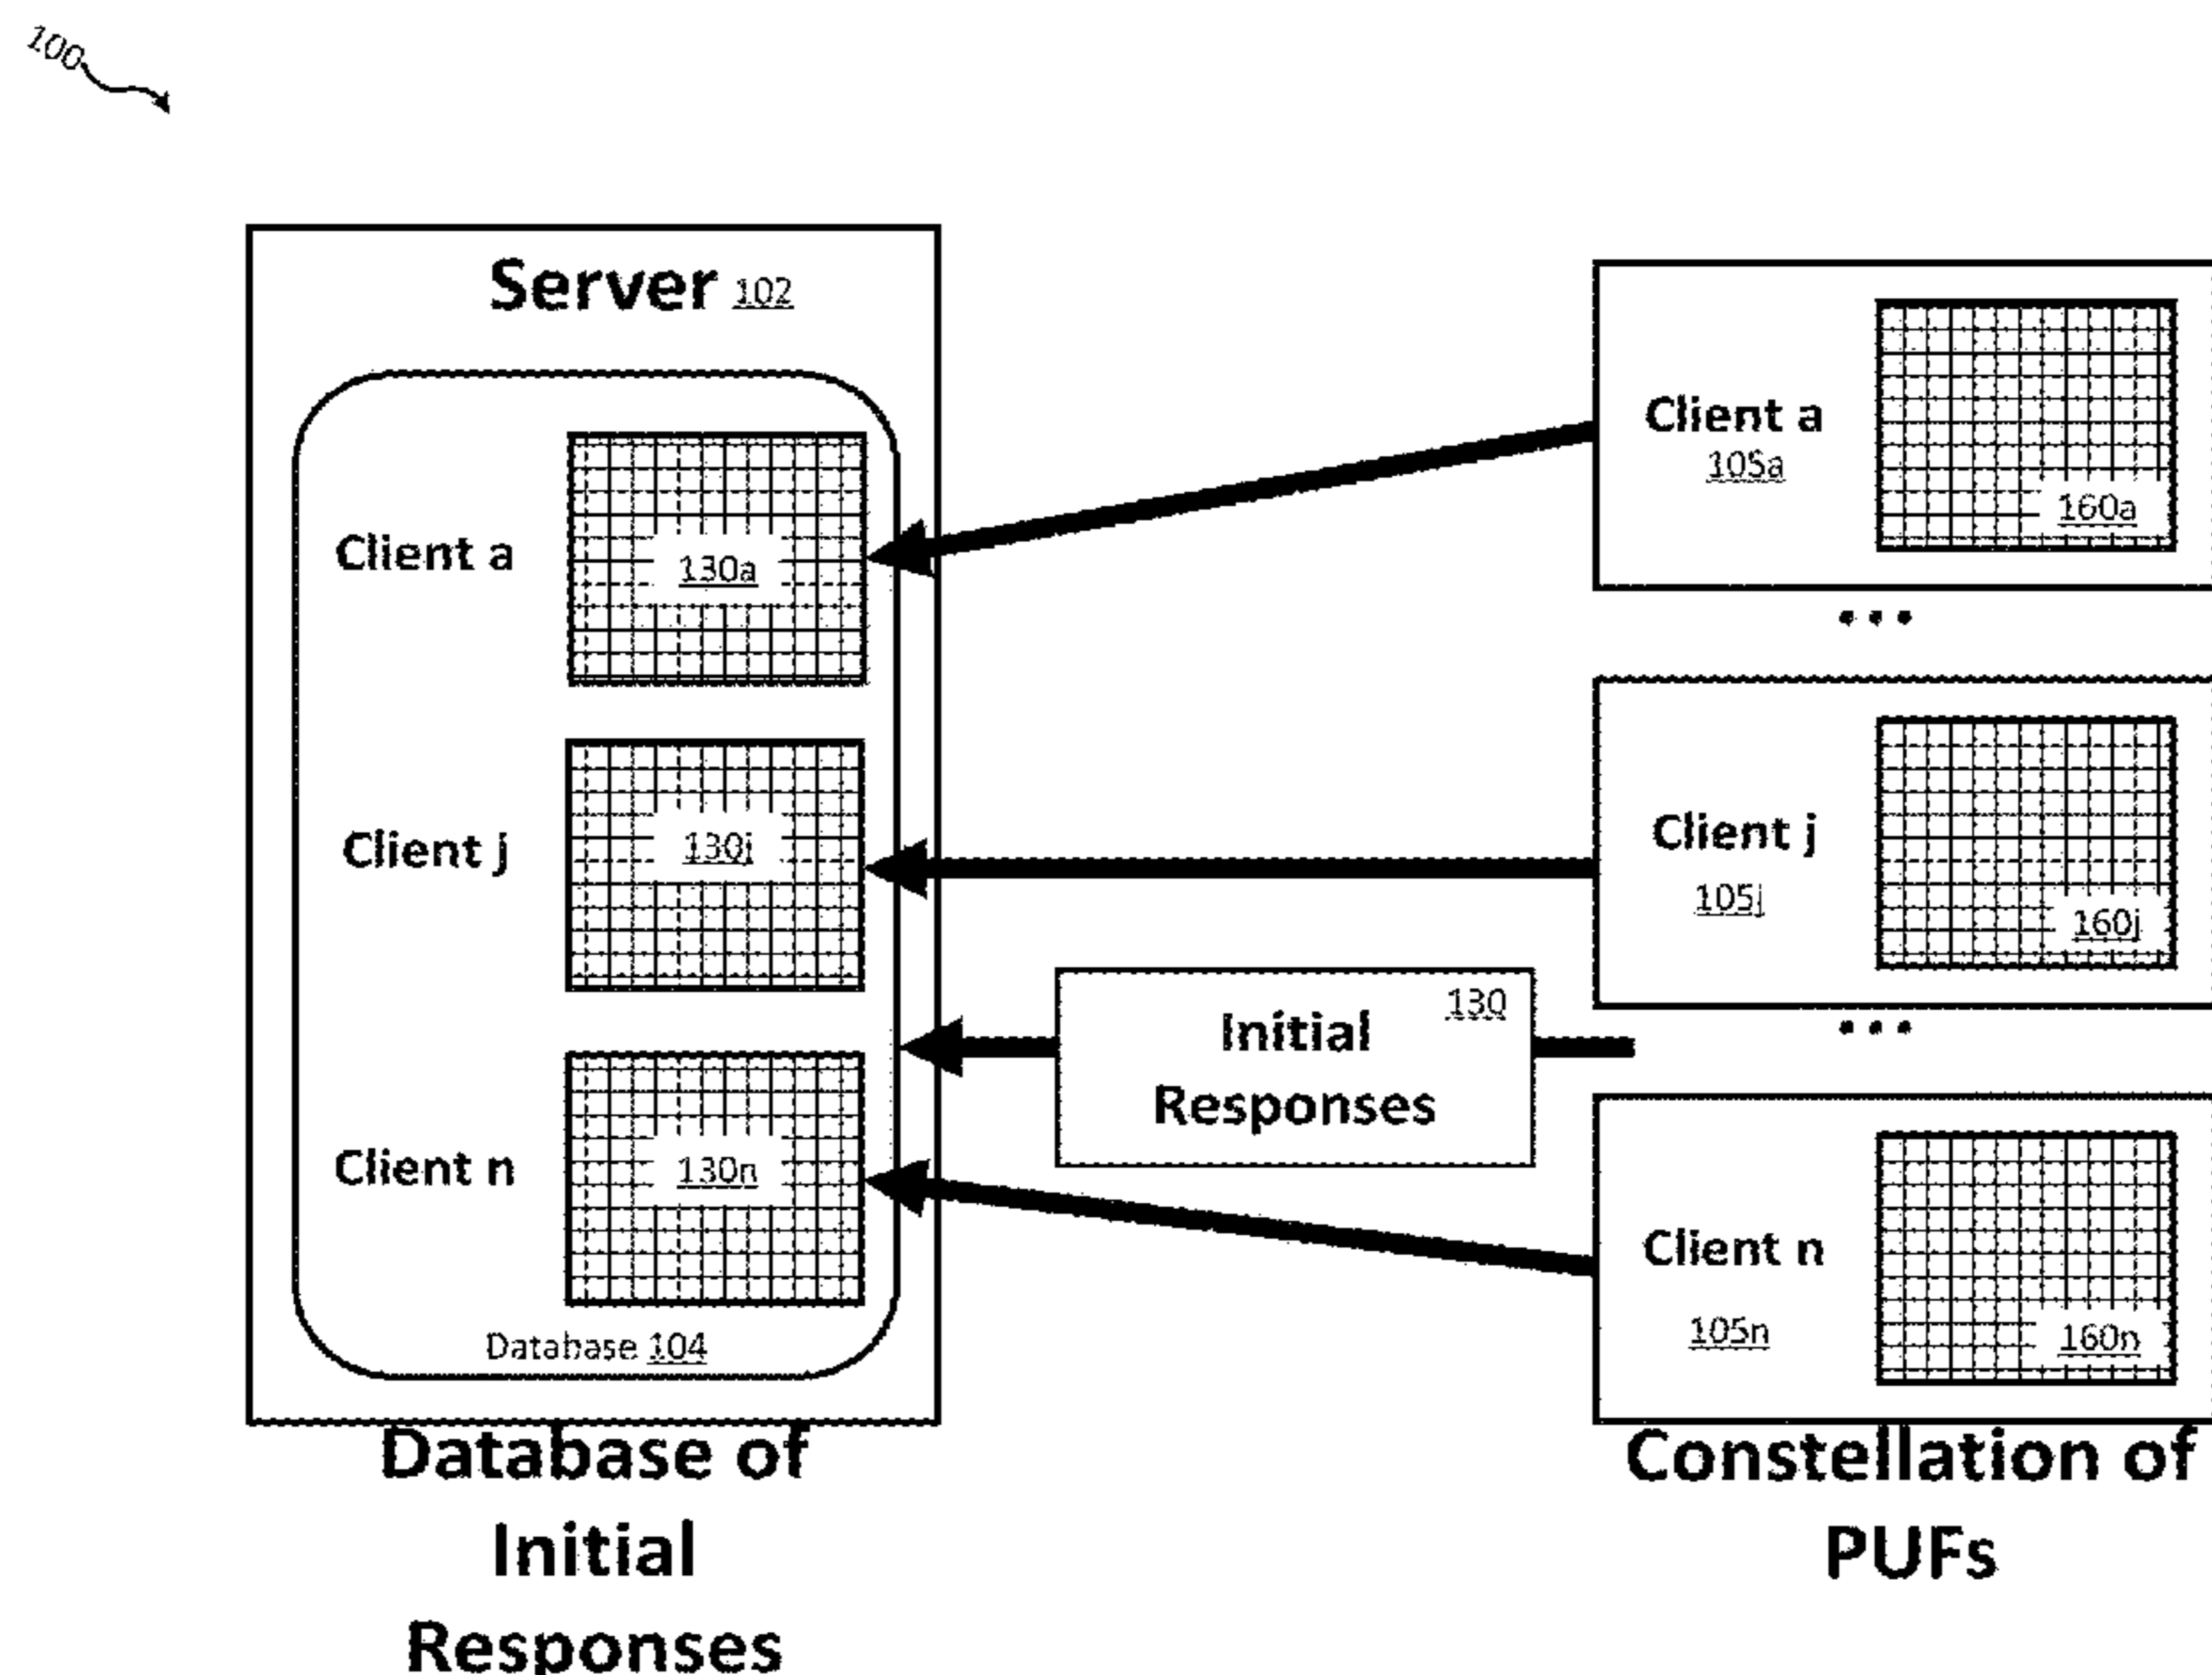 100
Server 102
Client a
130a
Client j
130j
Client n
130n
Database 104
Database of
Initial
Responses
130
Initial
Responses
Client a
105a
160a
...
Client j
105j
160j
...
Client n
105n
160n
Constellation of
PUFs